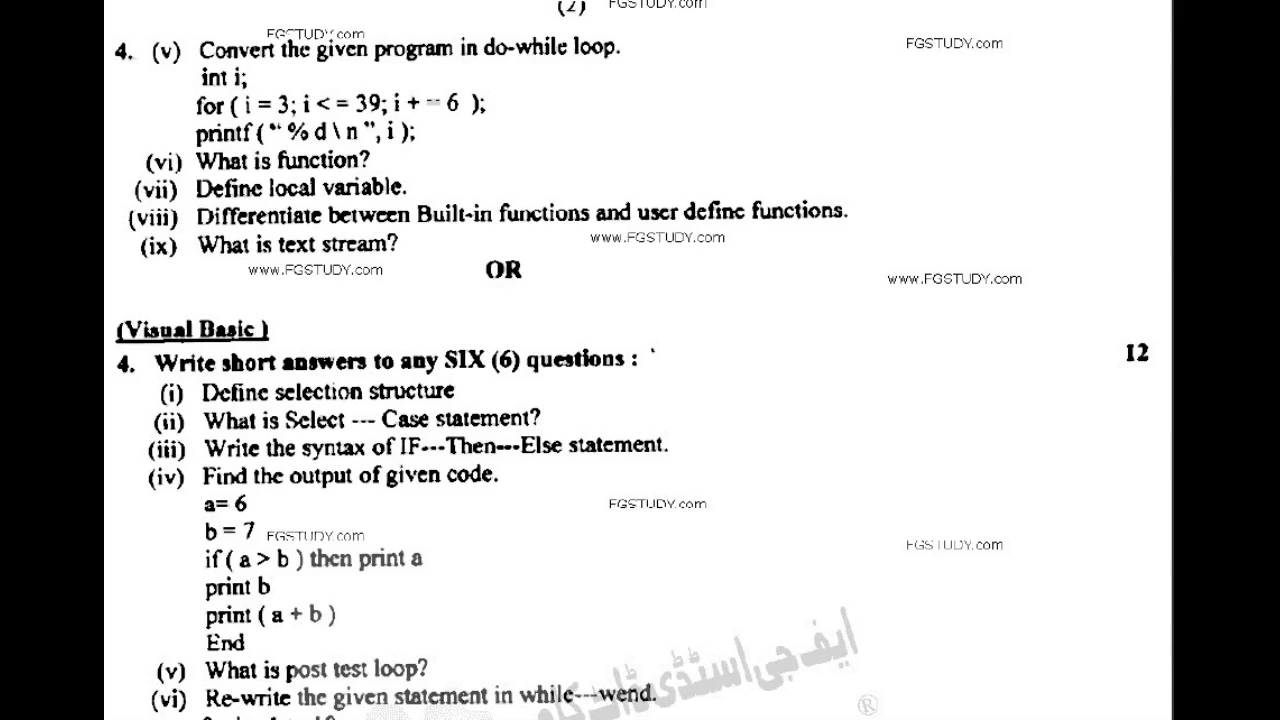 (2) FGSTUDY.com
FGSTUDY.com
4. (v) Convert the given program in do-while loop.
FGSTUDY.com
int i;
for ( i = 3; i < = 39; i + = 6 );
printf ( “ % d \ n ”, i );
(vi) What is function?
(vii) Define local variable.
(viii) Differentiate between Built-in functions and user define functions.
(ix) What is text stream?
www.FGSTUDY.com
www.FGSTUDY.com
OR
www.FGSTUDY.com
(Visual Basic )
4. Write short answers to any SIX (6) questions : 12
(i) Define selection structure
(ii) What is Select --- Case statement?
(iii) Write the syntax of IF---Then---Else statement.
(iv) Find the output of given code.
a= 6
FGSTUDY.com
b = 7 FGSTUDY.com
FGSTUDY.com
if ( a > b ) then print a
print b
print ( a + b )
End
ایف جی اسٹڈی ڈاٹ کام
(v) What is post test loop?
(vi) Re-write the given statement in while---wend.
®